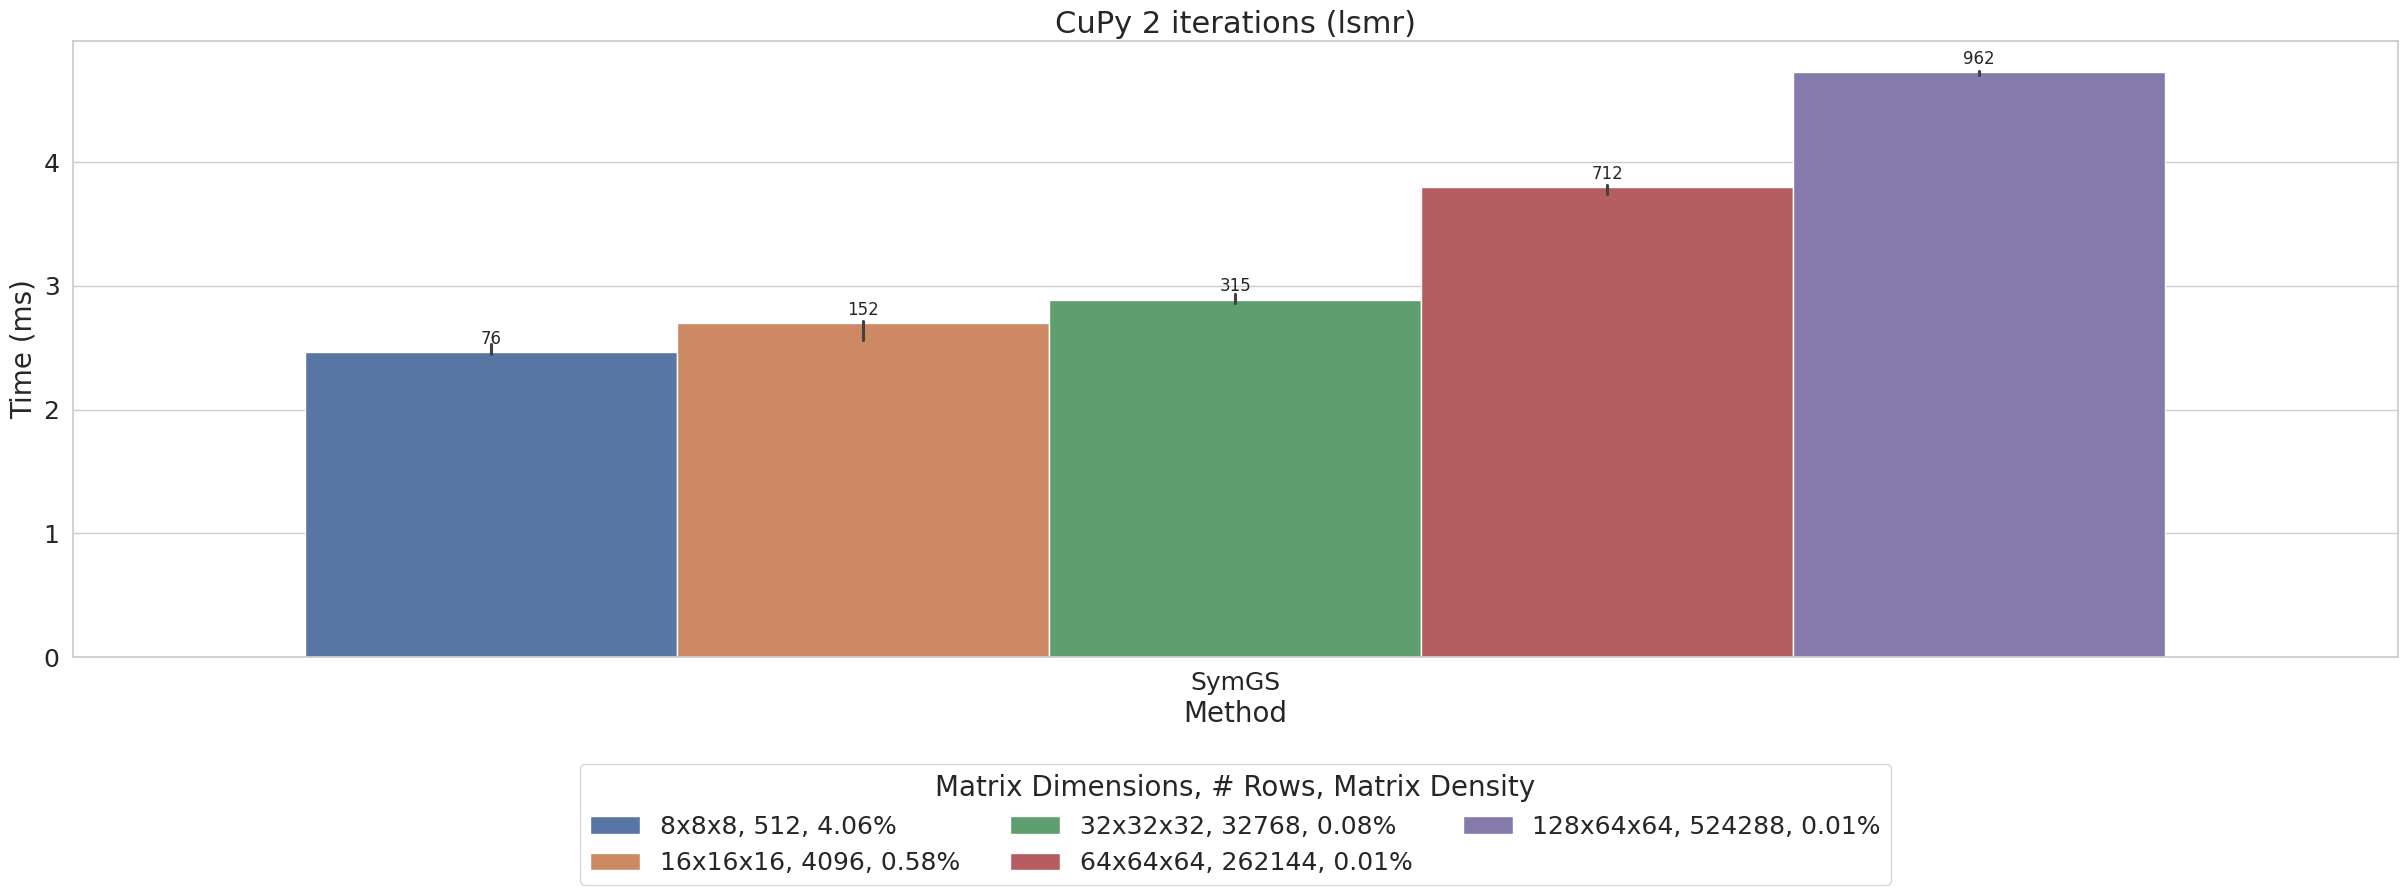 CuPy 2 iterations (lsmr)
Time (ms)
4
3
2
1
0
76
152
315
712
962
SymGS
Method
Matrix Dimensions, # Rows, Matrix Density
8x8x8, 512, 4.06%
16x16x16, 4096, 0.58%
32x32x32, 32768, 0.08%
64x64x64, 262144, 0.01%
128x64x64, 524288, 0.01%